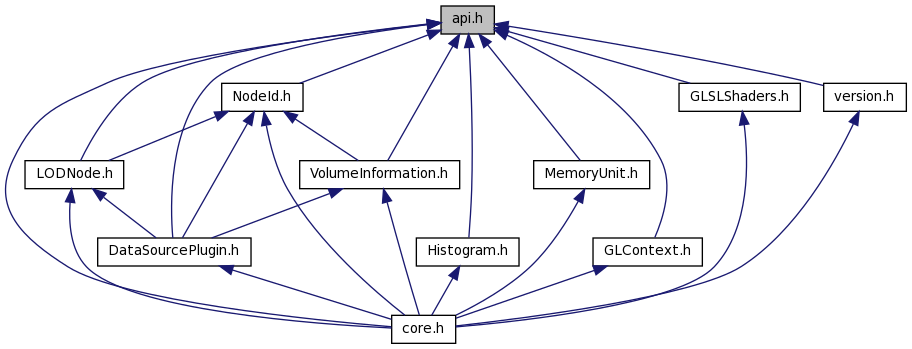 api.h
NodeId.h
GLSLShaders.h
version.h
LODNode.h
VolumeInformation.h
MemoryUnit.h
DataSourcePlugin.h
Histogram.h
GLContext.h
core.h